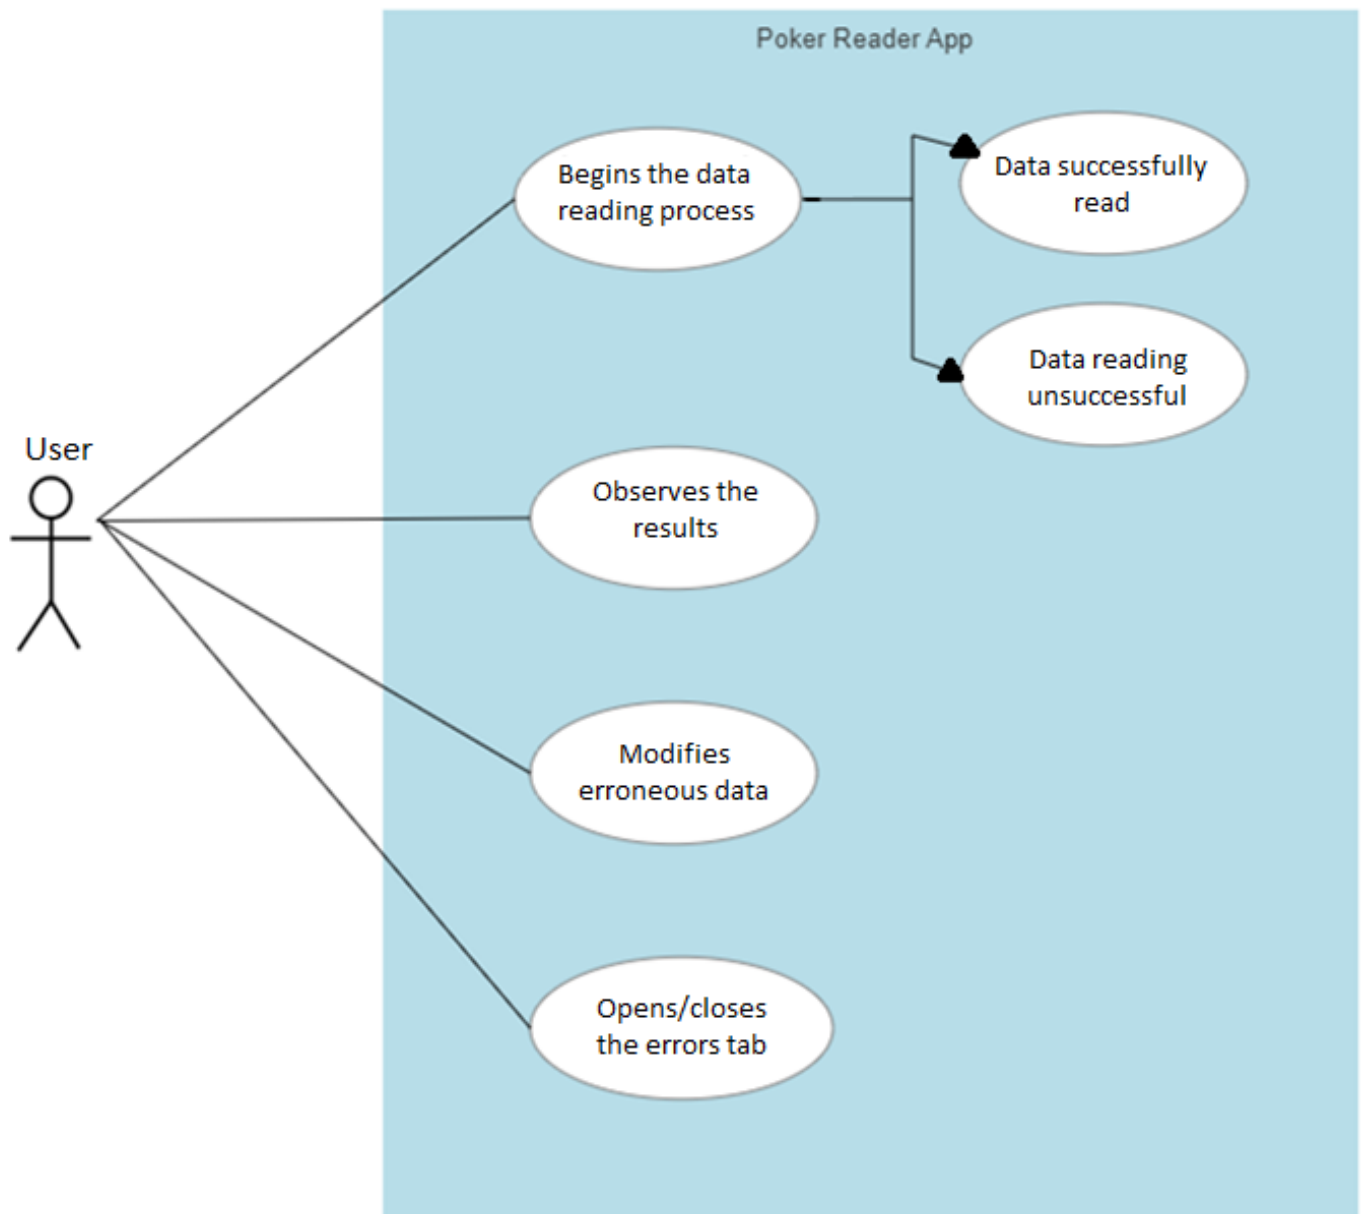 Poker Reader App
Begins the data
reading process
Data successfully
read
Data reading
unsuccessful
User
Observes the
results
Modifies
erroneous data
Opens/closes
the errors tab